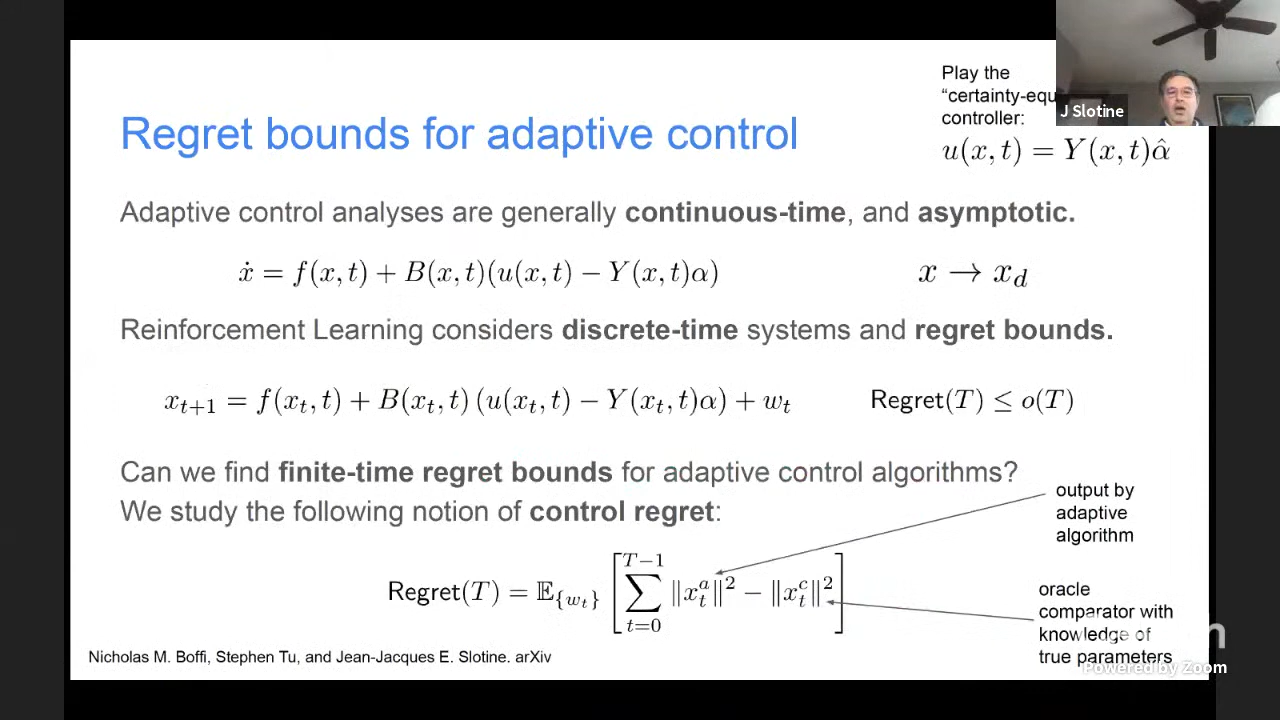 Play the
“certainty-equ
controller:
u(x, t) = Y(x, t)α̂
J Slotine
Regret bounds for adaptive control
Adaptive control analyses are generally continuous-time, and asymptotic.
ẋ = f(x, t) + B(x, t)(u(x, t) − Y(x, t)α)
x → x_d
Reinforcement Learning considers discrete-time systems and regret bounds.
x_{t+1} = f(x_t, t) + B(x_t, t) (u(x_t, t) − Y(x_t, t)α) + w_t
Regret(T) ≤ o(T)
Can we find finite-time regret bounds for adaptive control algorithms?
We study the following notion of control regret:
output by
adaptive
algorithm
Regret(T) = 𝔼_{{w_t}} [∑_{t=0}^{T−1} ‖x_t^a‖² − ‖x_t^c‖²]
oracle
comparator with
knowledge of
true parameters
Nicholas M. Boffi, Stephen Tu, and Jean-Jacques E. Slotine. arXiv
Powered by Zoom